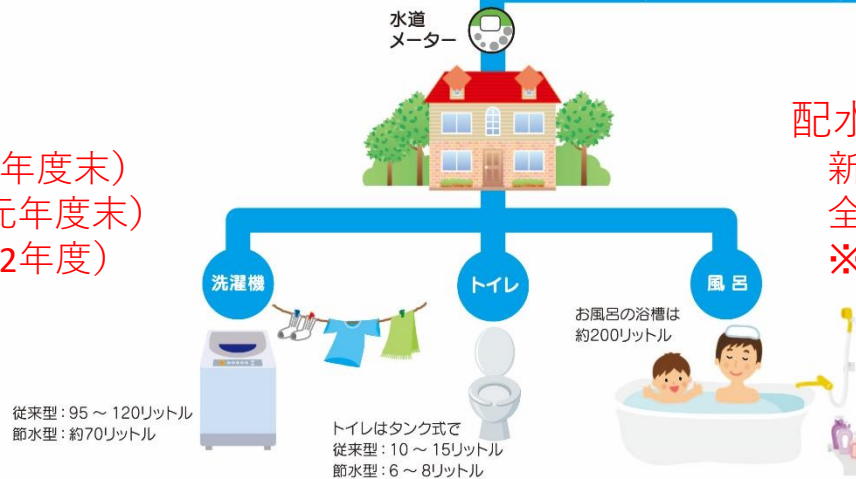 水道
メーター
年度末）
元年度末）
2年度）
配水
新
全
※
洗濯機
トイレ
風呂
お風呂の浴槽は
約200リットル
従来型：95～120リットル
節水型：約70リットル
トイレはタンク式で
従来型：10～15リットル
節水型：6～8リットル